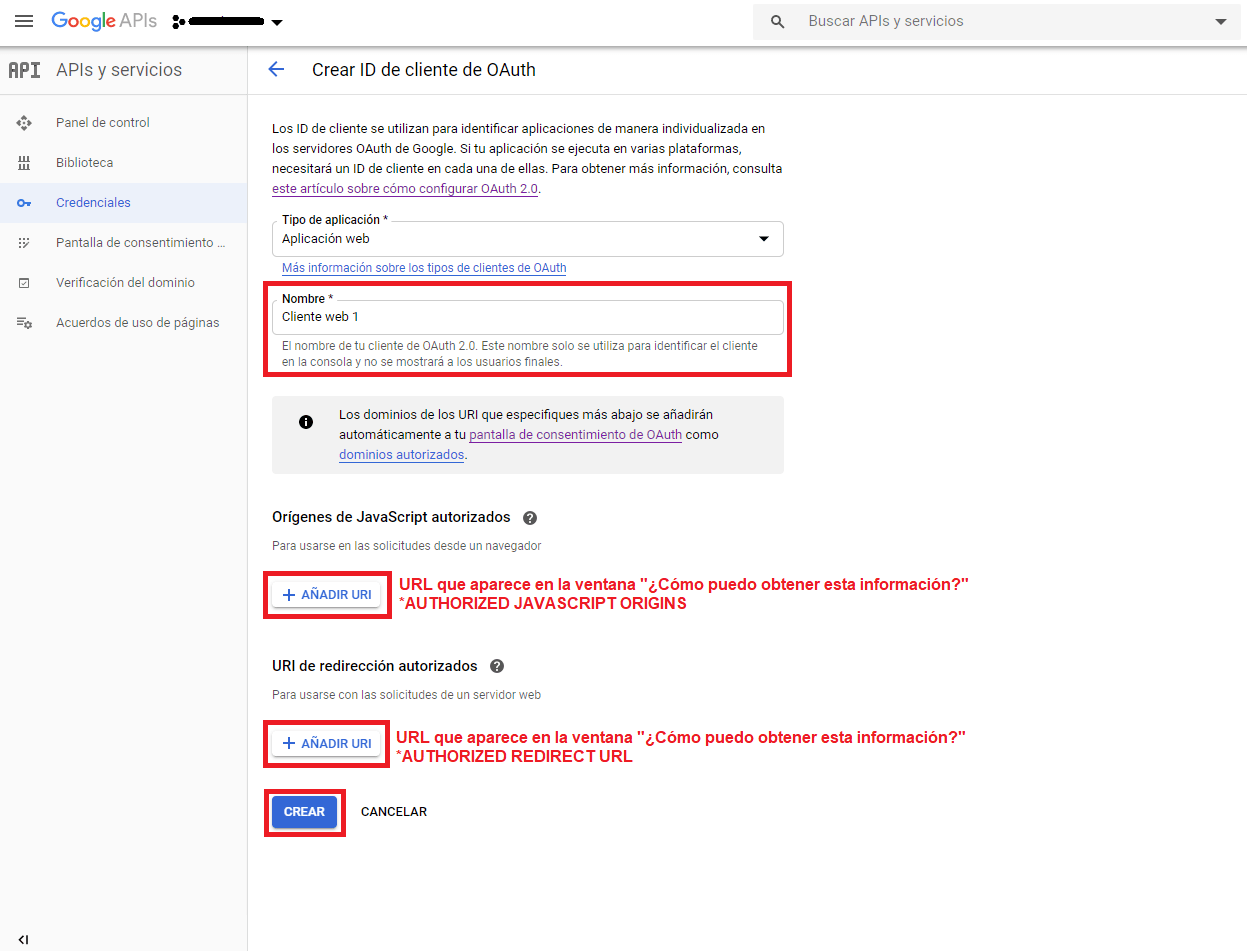 Google APIs
Buscar APIs y servicios
API APIs y servicios
Crear ID de cliente de OAuth
Panel de control
Biblioteca
Credenciales
Pantalla de consentimiento ...
Verificación del dominio
Acuerdos de uso de páginas
Los ID de cliente se utilizan para identificar aplicaciones de manera individualizada en
los servidores OAuth de Google. Si tu aplicación se ejecuta en varias plataformas,
necesitará un ID de cliente en cada una de ellas. Para obtener más información, consulta
este artículo sobre cómo configurar OAuth 2.0.
Tipo de aplicación *
Aplicación web
Más información sobre los tipos de clientes de OAuth
Nombre *
Cliente web 1
El nombre de tu cliente de OAuth 2.0. Este nombre solo se utiliza para identificar el cliente
en la consola y no se mostrará a los usuarios finales.
Los dominios de los URI que especifiques más abajo se añadirán
automáticamente a tu pantalla de consentimiento de OAuth como
dominios autorizados.
Orígenes de JavaScript autorizados
Para usarse en las solicitudes desde un navegador
+ AÑADIR URI
URL que aparece en la ventana "¿Cómo puedo obtener esta información?"
*AUTHORIZED JAVASCRIPT ORIGINS
URI de redirección autorizados
Para usarse con las solicitudes de un servidor web
+ AÑADIR URI
URL que aparece en la ventana "¿Cómo puedo obtener esta información?"
*AUTHORIZED REDIRECT URL
CREAR
CANCELAR